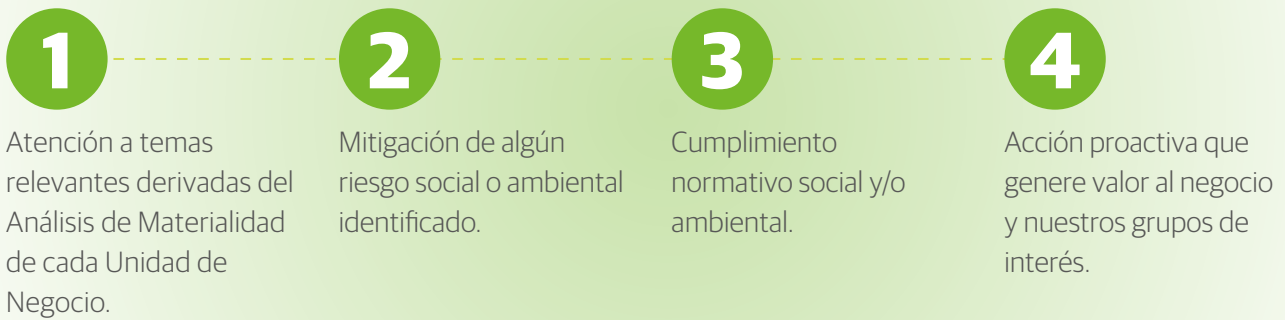 1
Atención a temas
relevantes derivadas del
Análisis de Materialidad
de cada Unidad de
Negocio.
2
Mitigación de algún
riesgo social o ambiental
identificado.
3
Cumplimiento
normativo social y/o
ambiental.
4
Acción proactiva que
genere valor al negocio
y nuestros grupos de
interés.